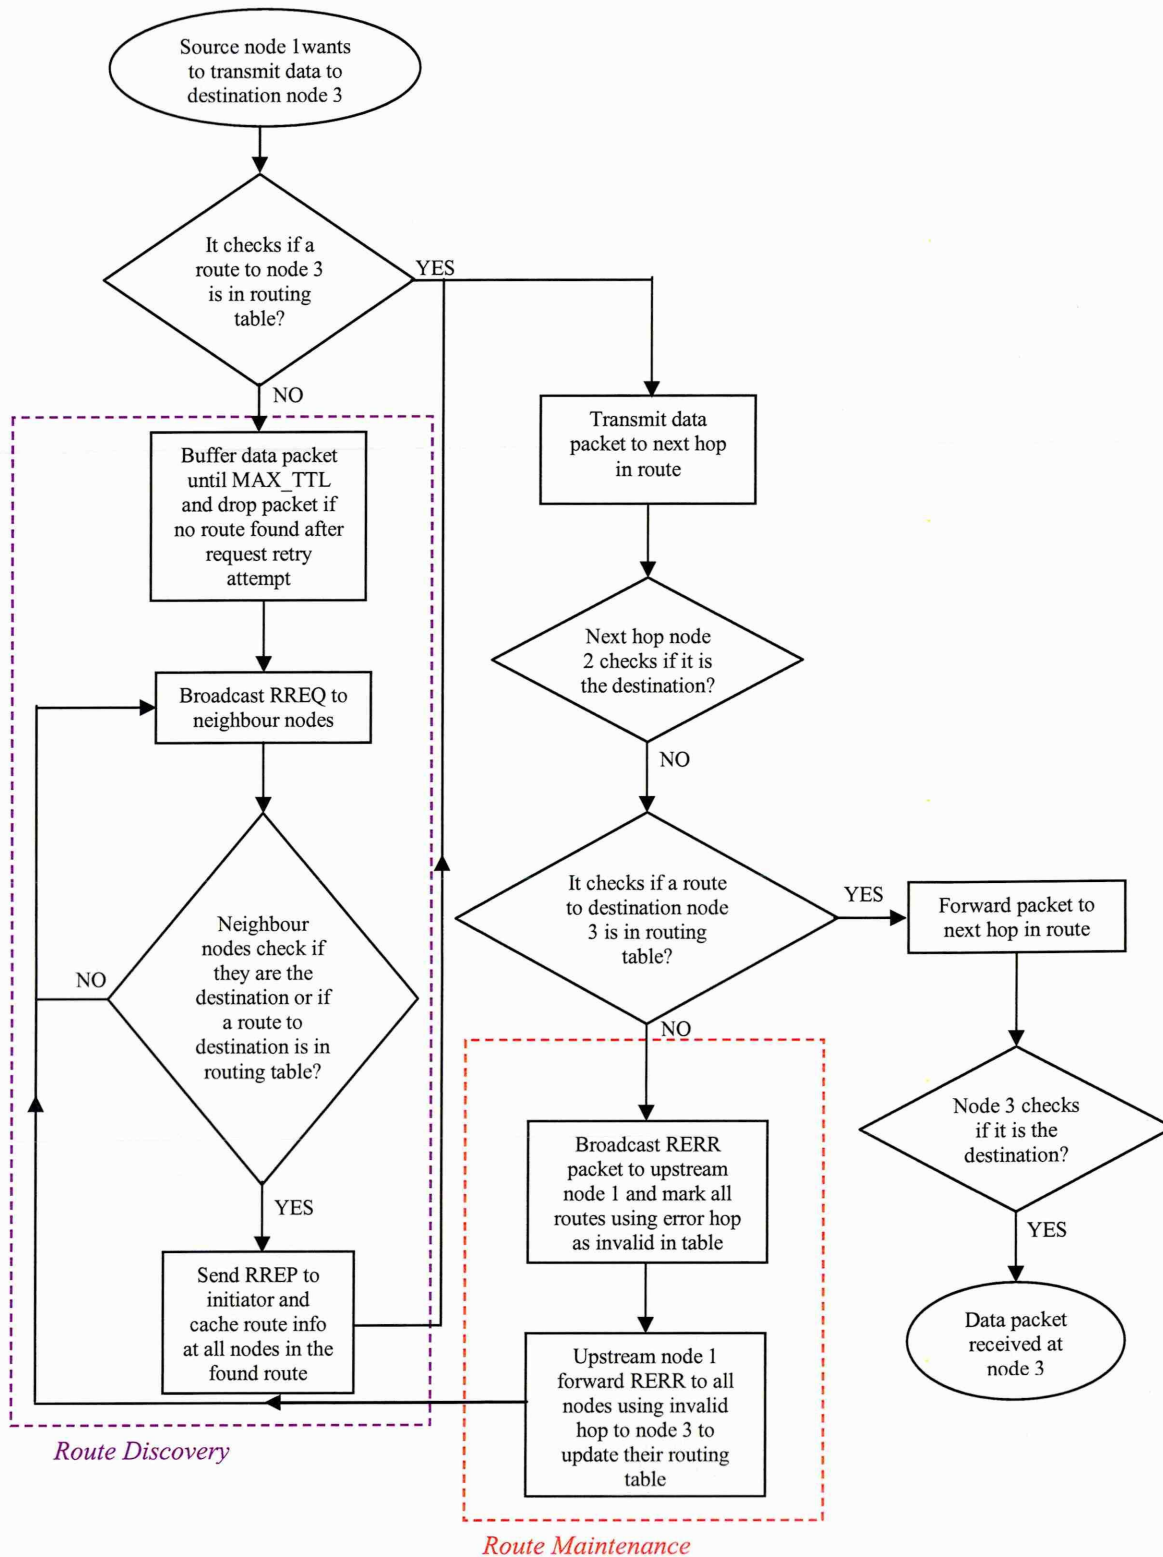 Source node 1wants
to transmit data to
destination node 3
It checks if a
route to node 3
is in routing
table?
YES
NO
Buffer data packet
until MAX_TTL
and drop packet if
no route found after
request retry
attempt
Broadcast RREQ to
neighbour nodes
Neighbour
nodes check if
they are the
destination or if
a route to
destination is in
routing table?
NO
YES
Send RREP to
initiator and
cache route info
at all nodes in the
found route
Route Discovery
Transmit data
packet to next hop
in route
Next hop node
2 checks if it is
the destination?
NO
It checks if a route
to destination node
3 is in routing
table?
YES
NO
Broadcast RERR
packet to upstream
node 1 and mark all
routes using error hop
as invalid in table
Upstream node 1
forward RERR to all
nodes using invalid
hop to node 3 to
update their routing
table
Route Maintenance
Forward packet to
next hop in route
Node 3 checks
if it is the
destination?
YES
Data packet
received at
node 3